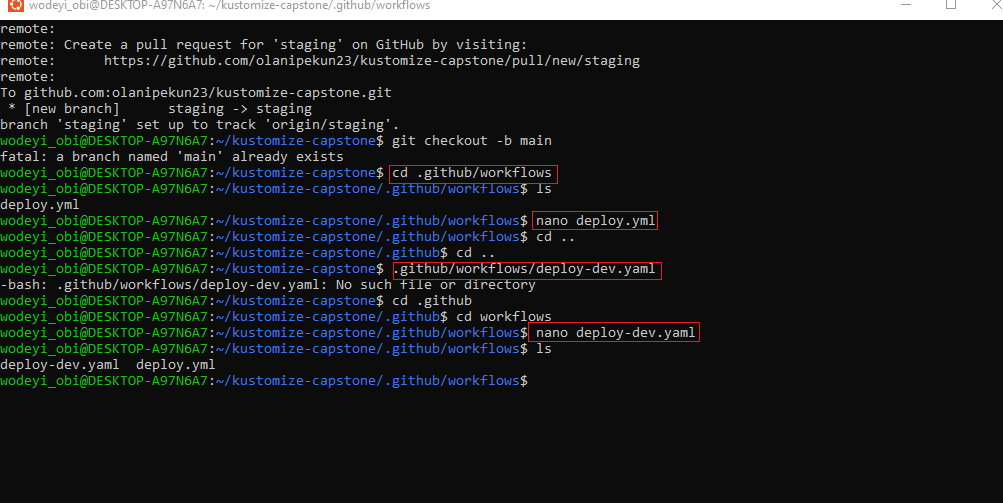 wodeyi_obi@DESKTOP-A97N6A7: ~/kustomize-capstone/.github/workflows
remote:
remote: Create a pull request for 'staging' on GitHub by visiting:
remote:      https://github.com/olanipekun23/kustomize-capstone/pull/new/staging
remote:
To github.com:olanipekun23/kustomize-capstone.git
 * [new branch]      staging -> staging
branch 'staging' set up to track 'origin/staging'.
wodeyi_obi@DESKTOP-A97N6A7:~/kustomize-capstone$ git checkout -b main
fatal: a branch named 'main' already exists
wodeyi_obi@DESKTOP-A97N6A7:~/kustomize-capstone$ cd .github/workflows
wodeyi_obi@DESKTOP-A97N6A7:~/kustomize-capstone/.github/workflows$ ls
deploy.yml
wodeyi_obi@DESKTOP-A97N6A7:~/kustomize-capstone/.github/workflows$ nano deploy.yml
wodeyi_obi@DESKTOP-A97N6A7:~/kustomize-capstone/.github/workflows$ cd ..
wodeyi_obi@DESKTOP-A97N6A7:~/kustomize-capstone/.github$ cd ..
wodeyi_obi@DESKTOP-A97N6A7:~/kustomize-capstone$ .github/workflows/deploy-dev.yaml
-bash: .github/workflows/deploy-dev.yaml: No such file or directory
wodeyi_obi@DESKTOP-A97N6A7:~/kustomize-capstone$ cd .github
wodeyi_obi@DESKTOP-A97N6A7:~/kustomize-capstone/.github$ cd workflows
wodeyi_obi@DESKTOP-A97N6A7:~/kustomize-capstone/.github/workflows$ nano deploy-dev.yaml
wodeyi_obi@DESKTOP-A97N6A7:~/kustomize-capstone/.github/workflows$ ls
deploy-dev.yaml  deploy.yml
wodeyi_obi@DESKTOP-A97N6A7:~/kustomize-capstone/.github/workflows$